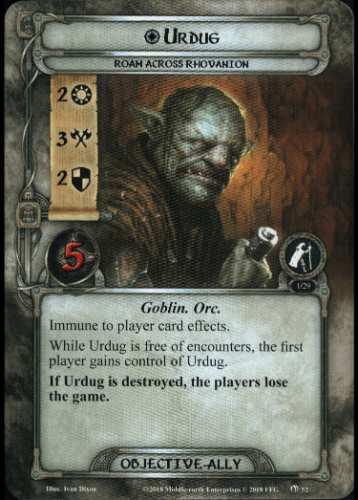 Urdug
Roam Across Rhovanion
2
3
2
5
1/29
Goblin. Orc.
Immune to player card effects.
While Urdug is free of encounters, the first
player gains control of Urdug.
If Urdug is destroyed, the players lose
the game.
Illus. Ivan Dixon
©2018 Middle-earth Enterprises ©2018 FFG
52
Objective-Ally